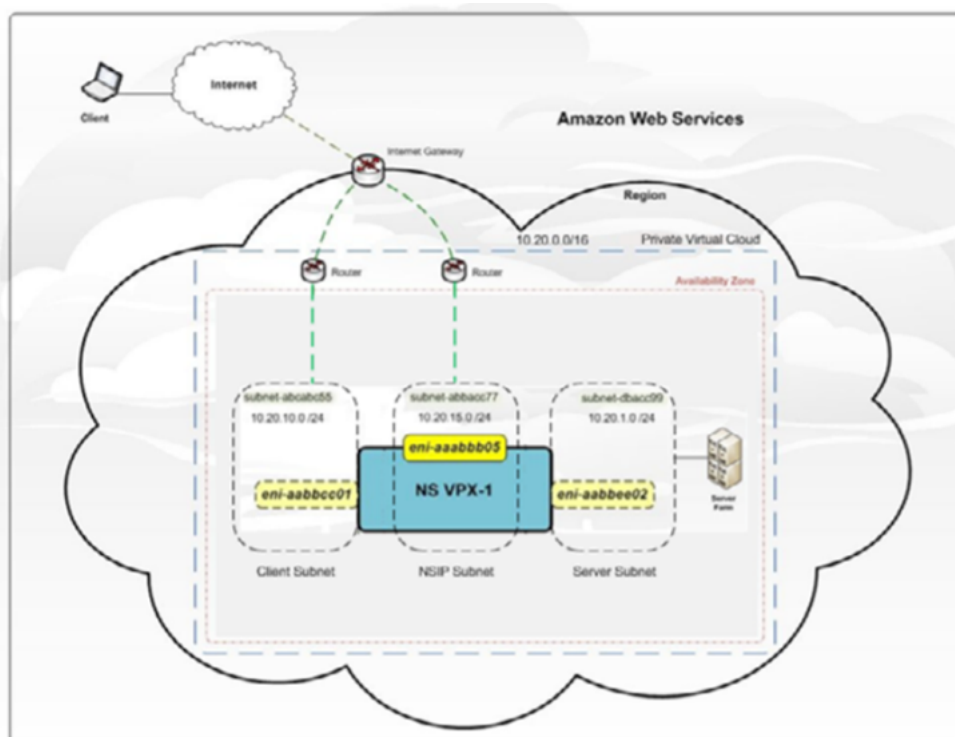 Internet
Client
Amazon Web Services
Internet Gateway
Region
10.20.0.0/16
Private Virtual Cloud
Router
Router
Availability Zone
subnet-abcabc55
10.20.10.0 /24
subnet-abbacc77
10.20.15.0 /24
subnet-dbacc99
10.20.1.0 /24
eni-aaabbb05
NS VPX-1
eni-aabbcc01
eni-aabbee02
Server
Farm
Client Subnet
NSIP Subnet
Server Subnet